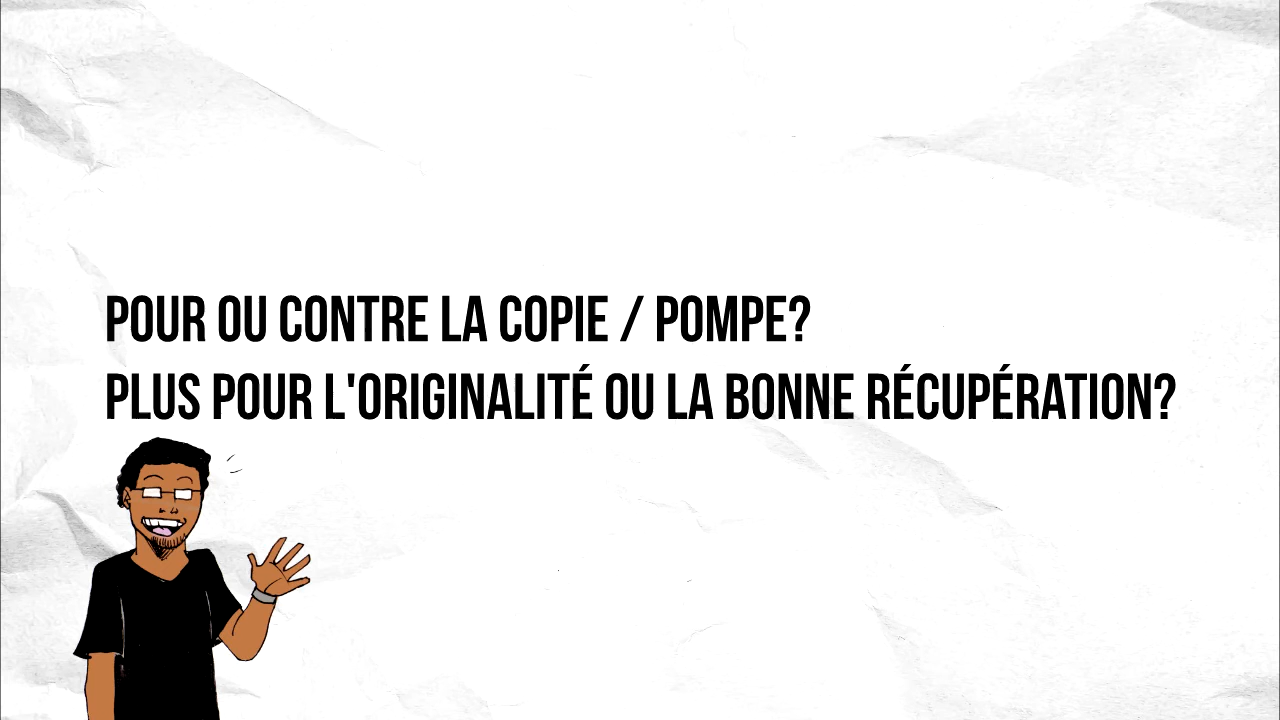 POUR OU CONTRE LA COPIE / POMPE?
PLUS POUR L'ORIGINALITÉ OU LA BONNE RÉCUPÉRATION?